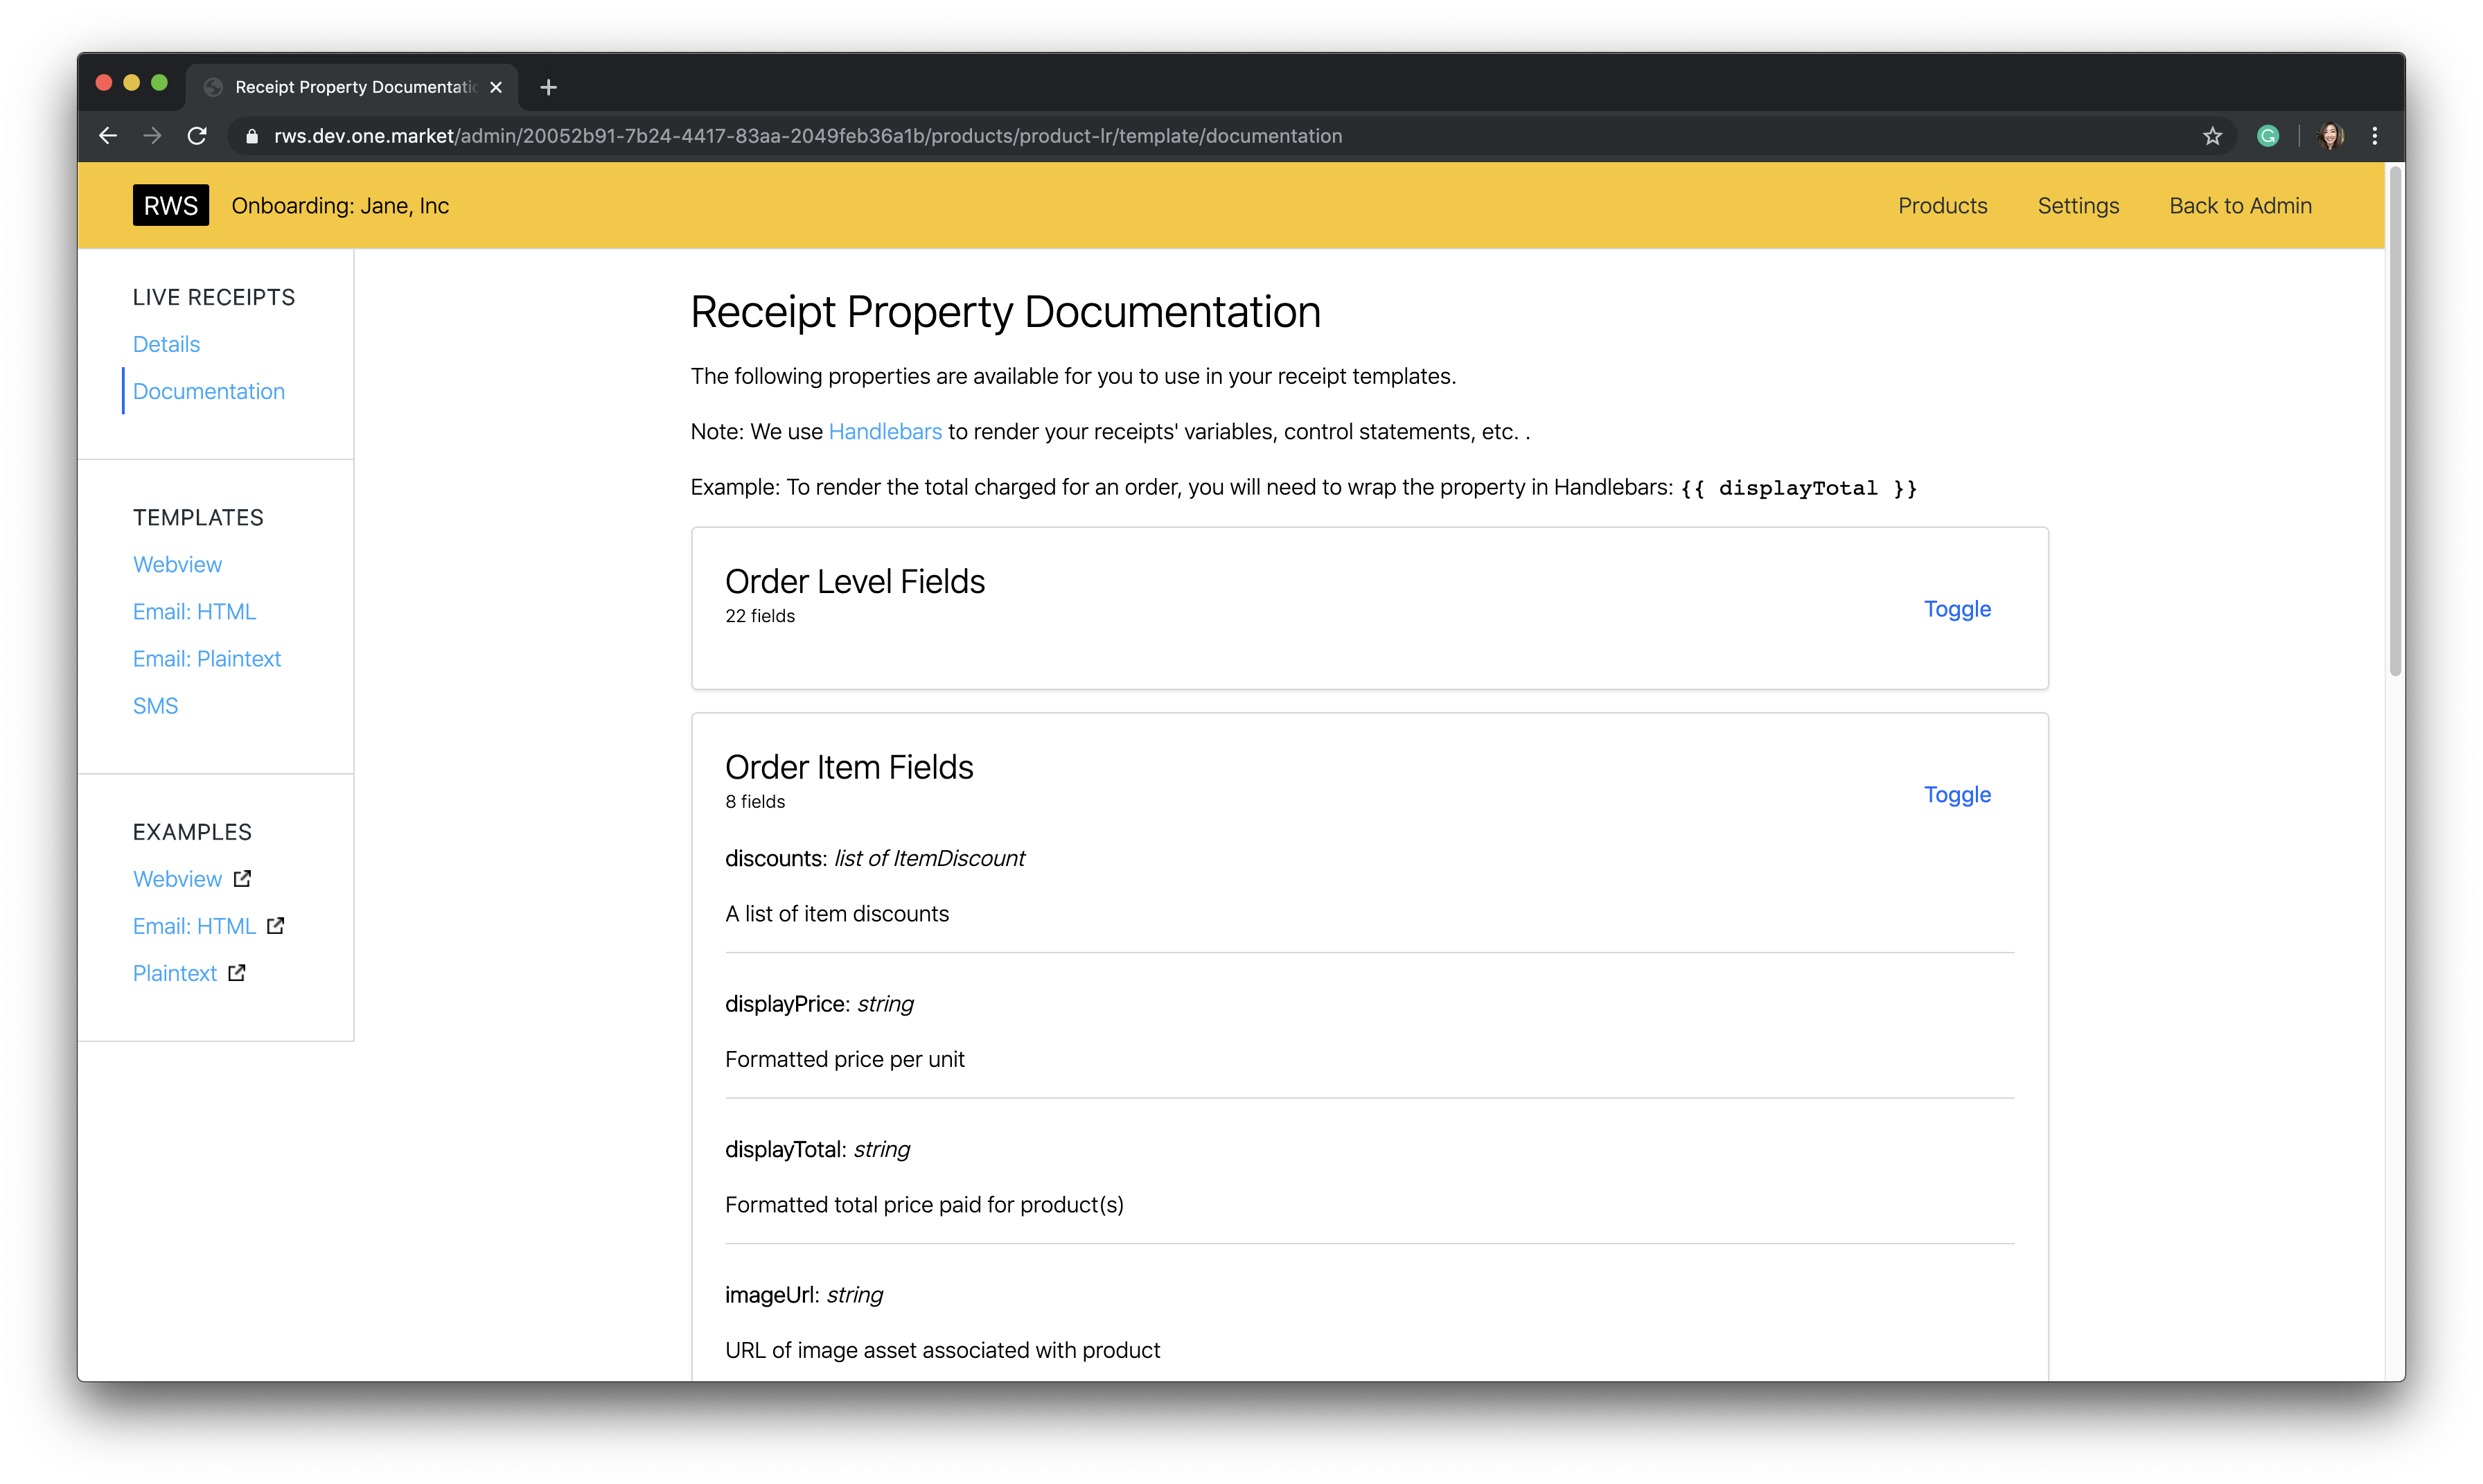 Receipt Property Documentatic
rws.dev.one.market/admin/20052b91-7b24-4417-83aa-2049feb36a1b/products/product-lr/template/documentation
RWS Onboarding: Jane, Inc Products Settings Back to Admin
LIVE RECEIPTS
Details
Documentation
TEMPLATES
Webview
Email: HTML
Email: Plaintext
SMS
EXAMPLES
Webview
Email: HTML
Plaintext
Receipt Property Documentation
The following properties are available for you to use in your receipt templates.
Note: We use Handlebars to render your receipts' variables, control statements, etc. .
Example: To render the total charged for an order, you will need to wrap the property in Handlebars: {{ displayTotal }}
Order Level Fields
22 fields
Toggle
Order Item Fields
8 fields
Toggle
discounts: list of ItemDiscount
A list of item discounts
displayPrice: string
Formatted price per unit
displayTotal: string
Formatted total price paid for product(s)
imageUrl: string
URL of image asset associated with product